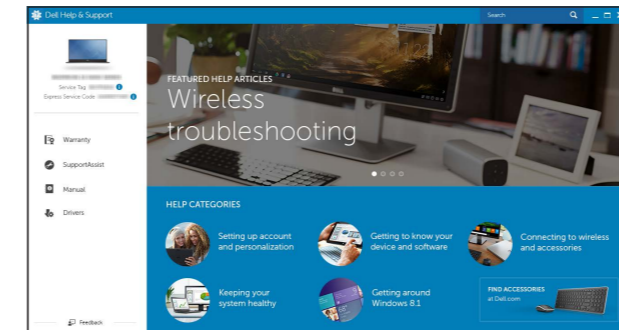 Dell Help & Support
Search
Service Tag:
Express Service Code:
Warranty
SupportAssist
Manual
Drivers
Feedback
FEATURED HELP ARTICLES
Wireless
troubleshooting
HELP CATEGORIES
Setting up account
and personalization
Getting to know your
device and software
Connecting to wireless
and accessories
Keeping your
system healthy
Getting around
Windows 8.1
FIND ACCESSORIES
at Dell.com